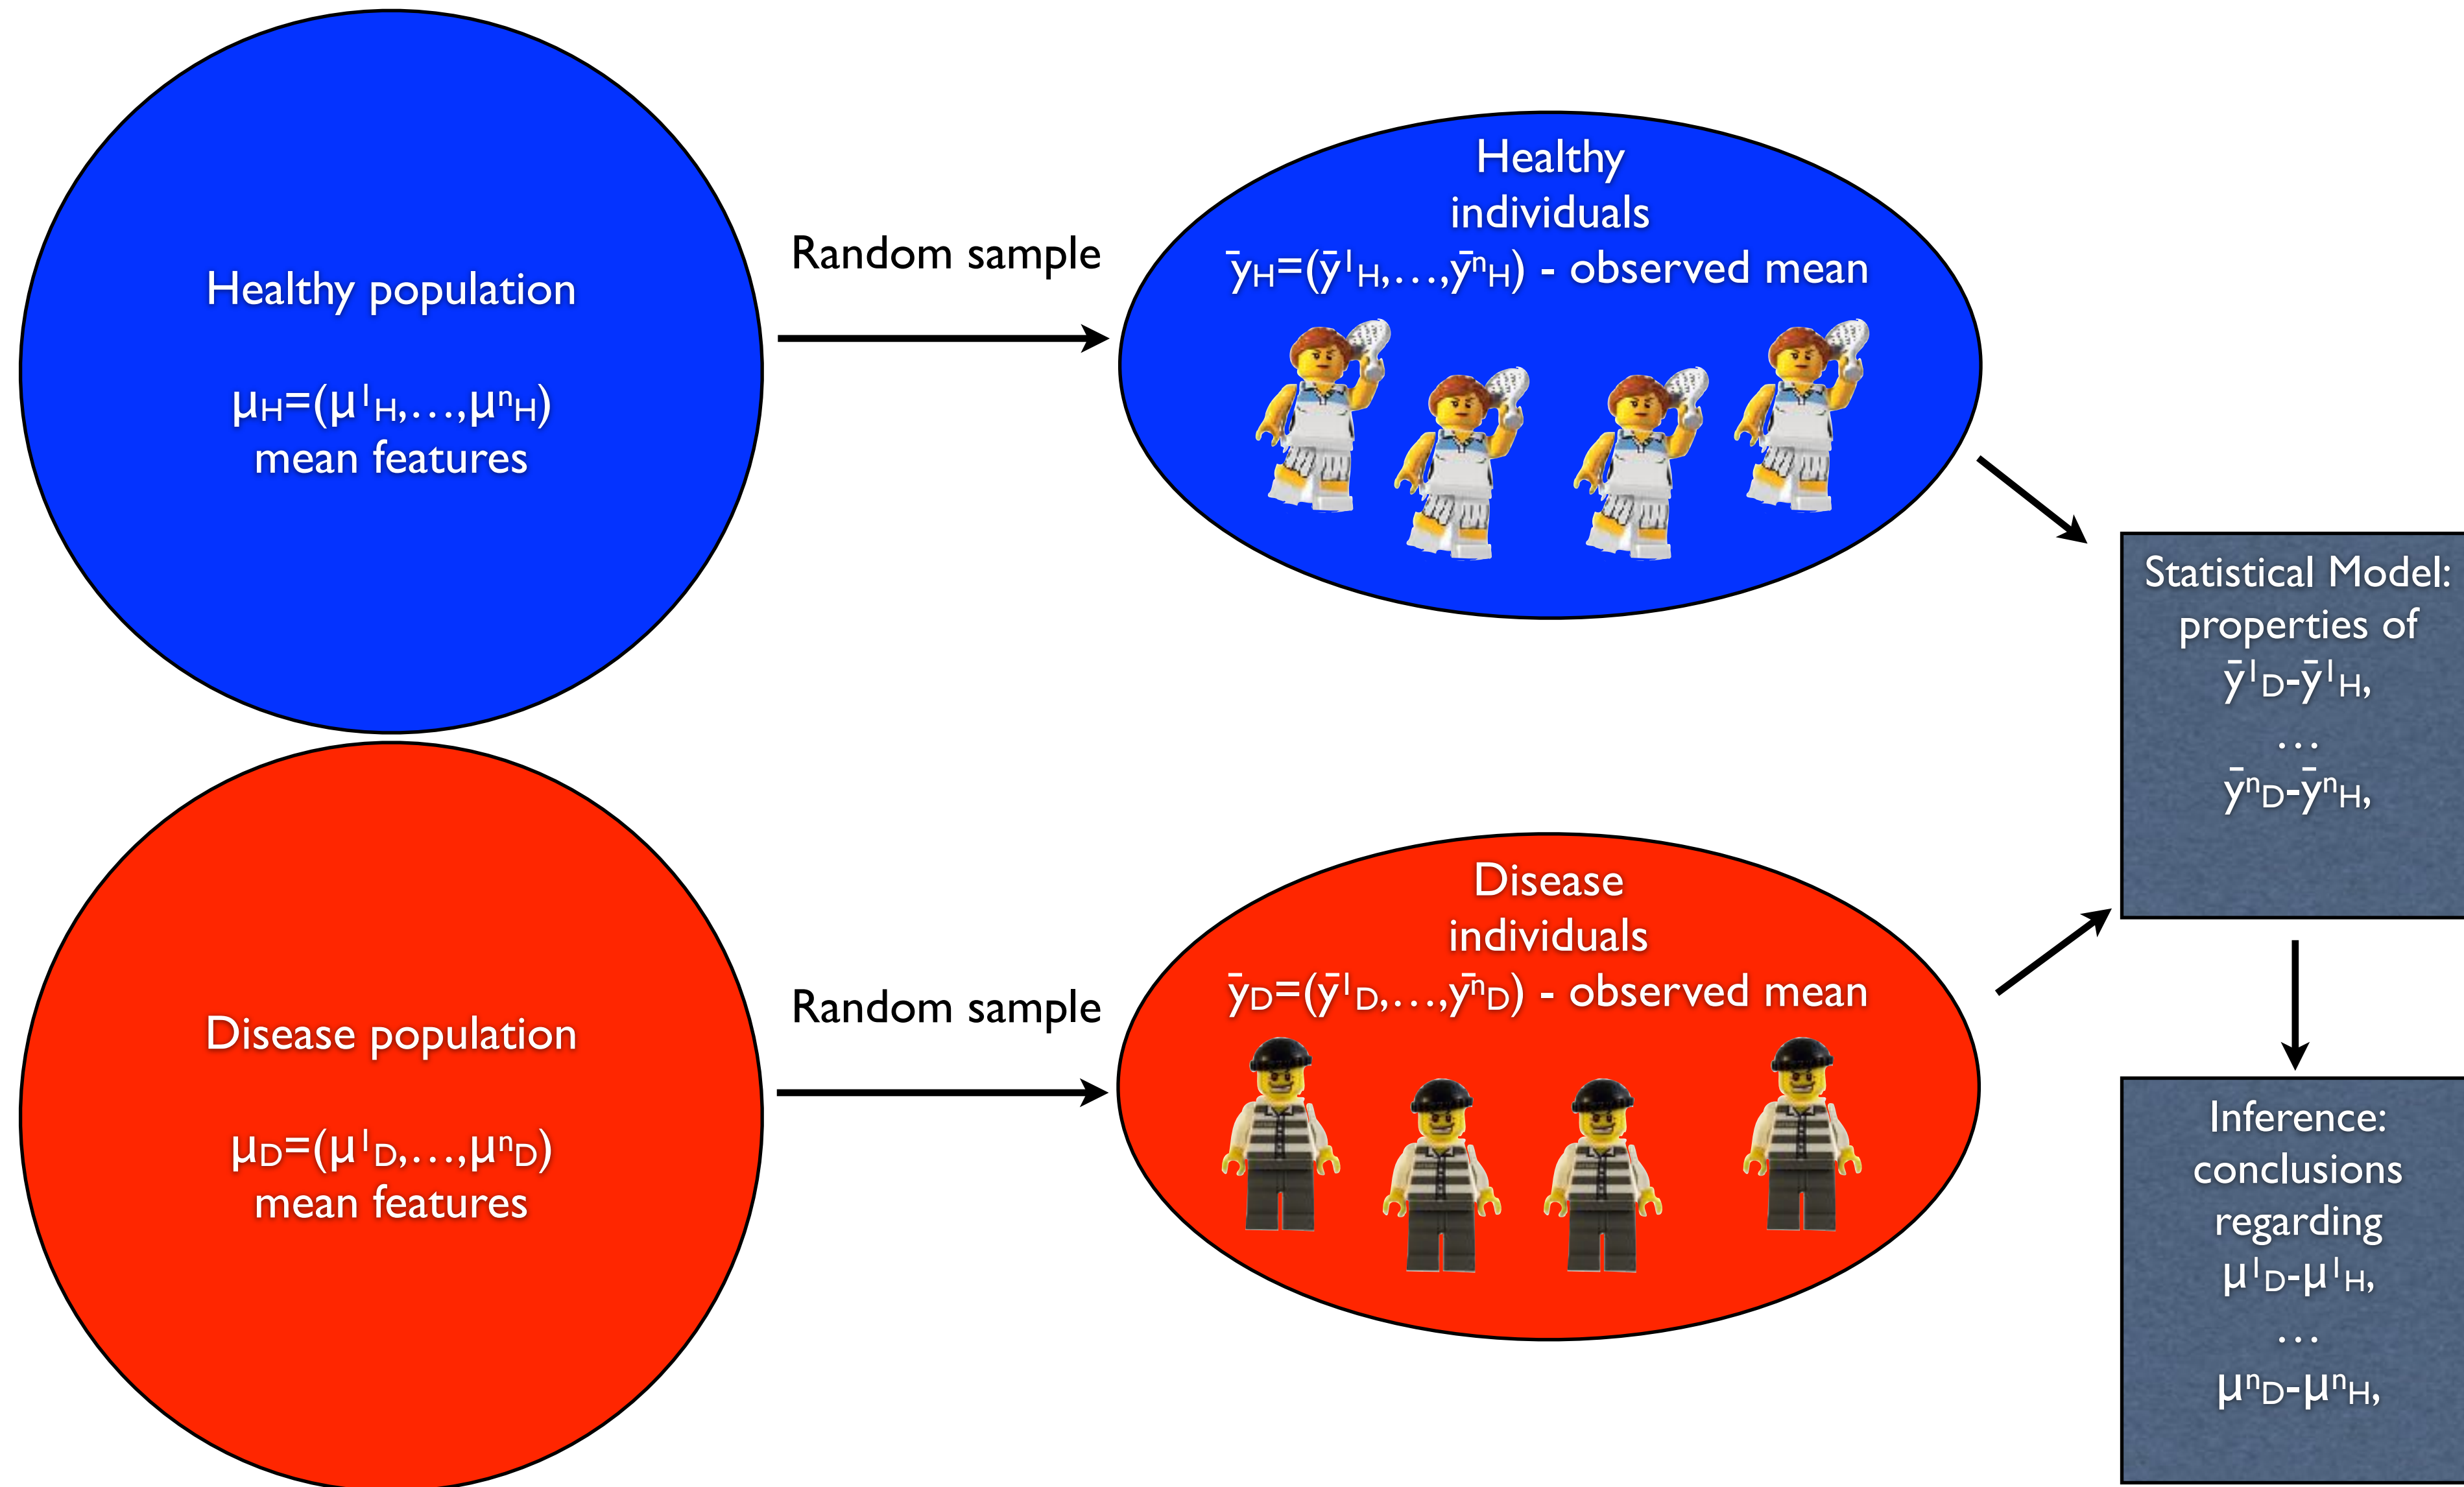 Healthy population
μH=(μ¹H,…,μⁿH)
mean features
Random sample
Healthy
individuals
ȳH=(ȳ¹H,…,ȳⁿH) - observed mean
Statistical Model:
properties of
ȳ¹D-ȳ¹H,
…
ȳⁿD-ȳⁿH,
Disease population
μD=(μ¹D,…,μⁿD)
mean features
Random sample
Disease
individuals
ȳD=(ȳ¹D,…,ȳⁿD) - observed mean
Inference:
conclusions
regarding
μ¹D-μ¹H,
…
μⁿD-μⁿH,